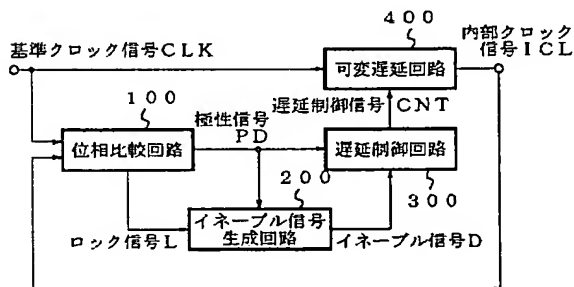 400
内部クロック
信号ICL
基準クロック信号CLK
可変遅延回路
100
遅延制御信号
CNT
極性信号
PD
位相比較回路
遅延制御回路
200
300
イネーブル信号
生成回路
ロック信号L
イネーブル信号D